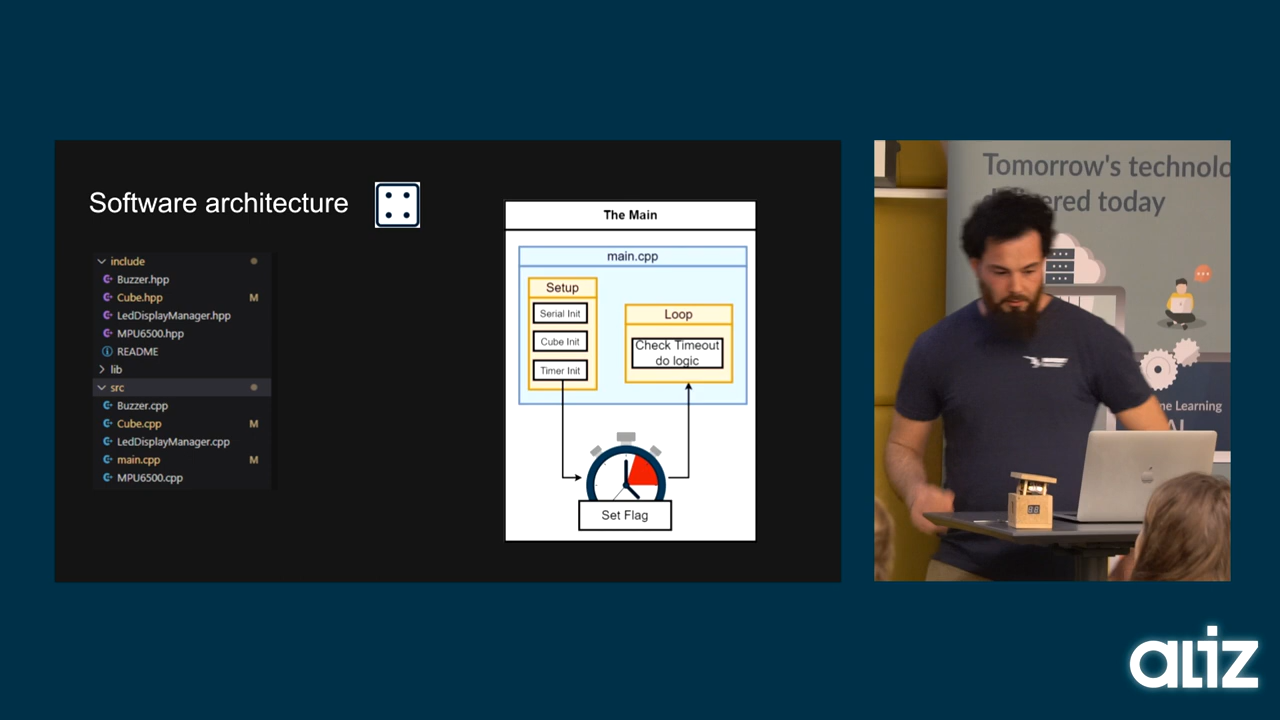 Software architecture
include
Buzzer.hpp
Cube.hpp M
LedDisplayManager.hpp
MPU6500.hpp
README
lib
src
Buzzer.cpp
Cube.cpp M
LedDisplayManager.cpp
main.cpp M
MPU6500.cpp
The Main
main.cpp
Setup
Serial Init
Cube Init
Timer Init
Loop
Check Timeout
do logic
Set Flag
Tomorrow's technolo
ered today
ne Learning
AI
aliz